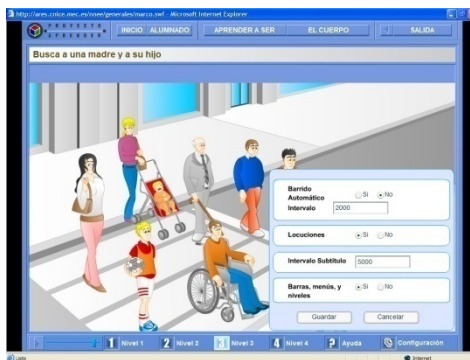 http://ares.cnice.mec.es/nnee/generales/marco.swf - Microsoft Internet Explorer
PROYECTO APRENDER
INICIO ALUMNADO APRENDER A SER EL CUERPO SALIDA
Busca a una madre y a su hijo
Barrido Automático Si No
Intervalo 2000
Locuciones Si No
Intervalo Subtítulo 5000
Barras, menús, y niveles Si No
Guardar Cancelar
1 Nivel 1 2 Nivel 2 3 Nivel 3 4 Nivel 4 ? Ayuda Configuración
Listo Internet